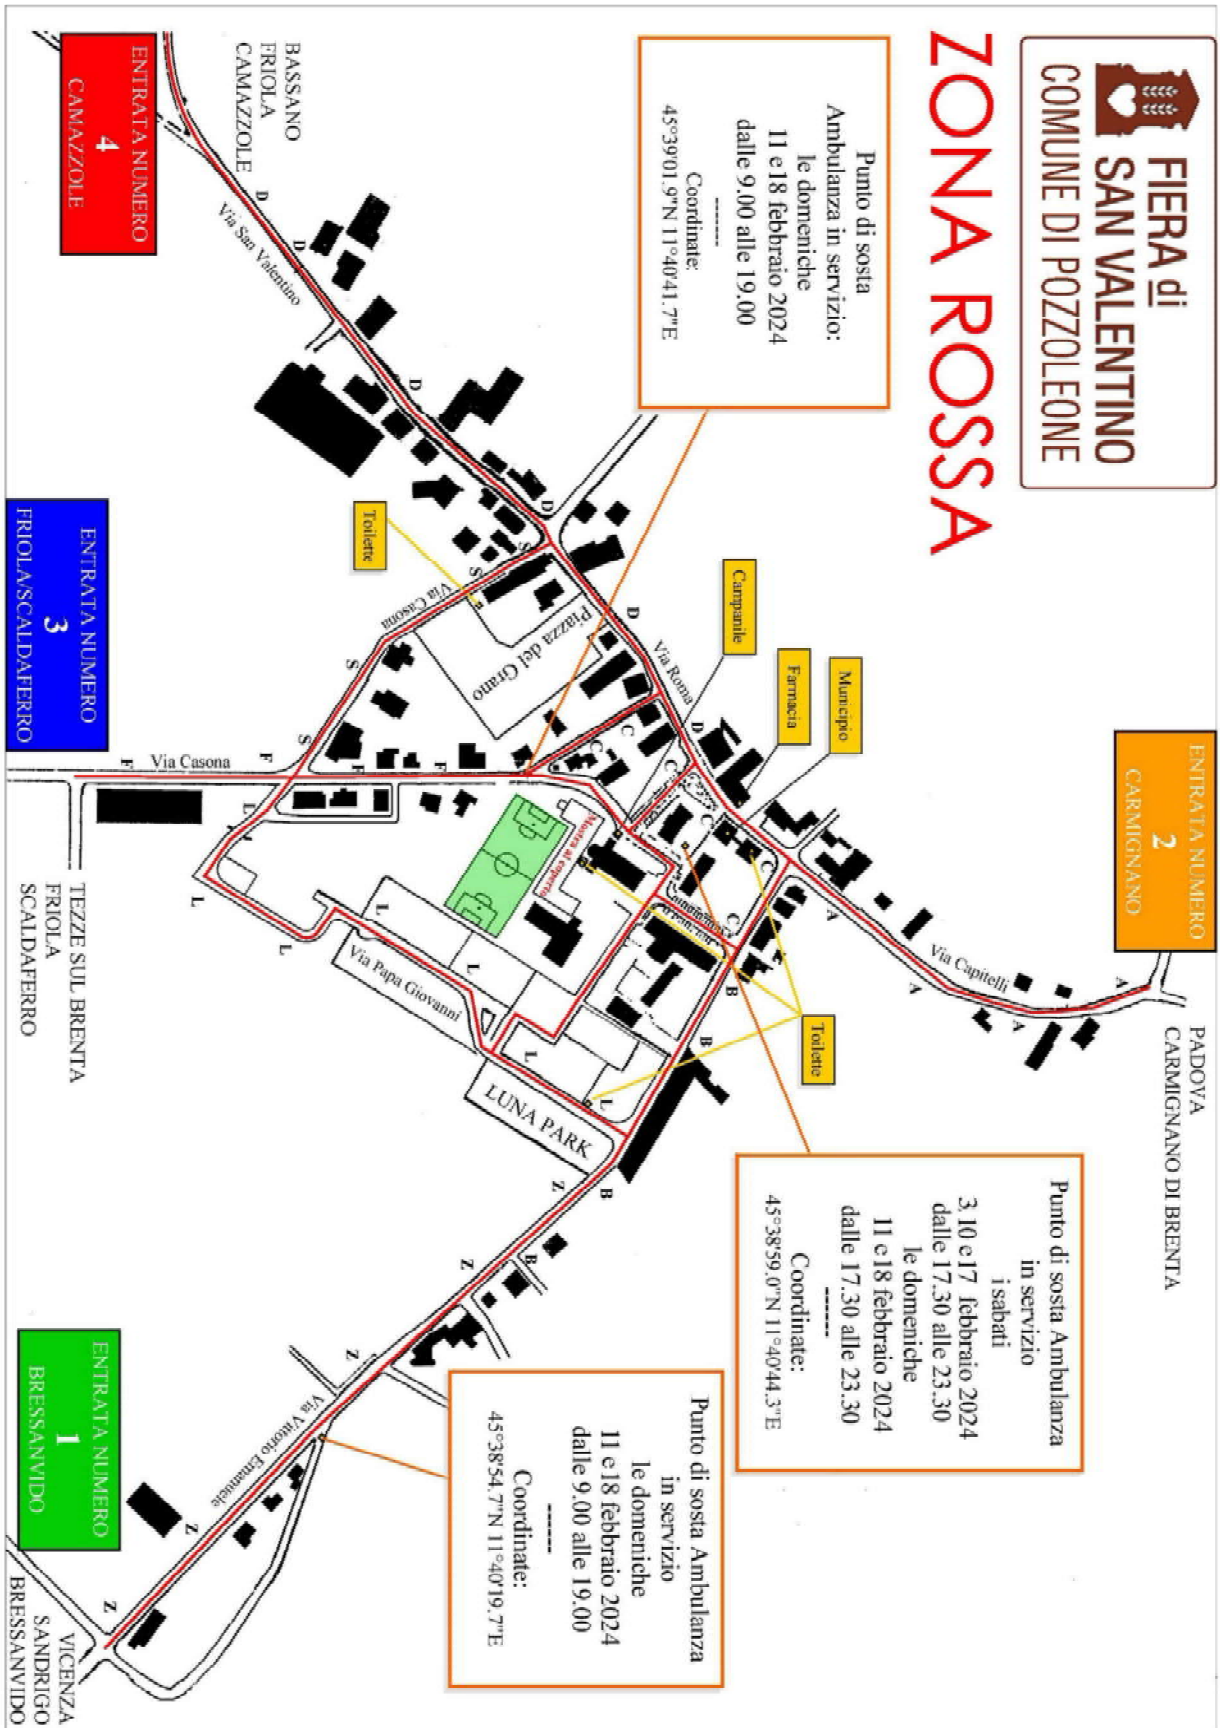 FIERA di
SAN VALENTINO
COMUNE DI POZZOLEONE
ZONA ROSSA
Punto di sosta
Ambulanza in servizio:
le domeniche
11 e 18 febbraio 2024
dalle 9.00 alle 19.00
------
Coordinate:
45°39'01.9"N 11°40'41.7"E
ENTRATA NUMERO
2
CARMIGNANO
PADOVA
CARMIGNANO DI BRENTA
Punto di sosta Ambulanza
in servizio
i sabati
3, 10 e 17 febbraio 2024
dalle 17.30 alle 23.30
le domeniche
11 e 18 febbraio 2024
dalle 17.30 alle 23.30
------
Coordinate:
45°38'59.0"N 11°40'44.3"E
Punto di sosta Ambulanza
in servizio
le domeniche
11 e 18 febbraio 2024
dalle 9.00 alle 19.00
------
Coordinate:
45°38'54.7"N 11°40'19.7"E
Municipio
Farmacia
Campanile
Toilette
Toilette
BASSANO
FRIOLA
CAMAZZOLE
ENTRATA NUMERO
4
CAMAZZOLE
Via San Valentino
D
D
D
D
D
D
Via Roma
Via Capitelli
A
A
A
A
A
Piazza del Grano
Via Casona
S
S
S
S
C
C
C
C
C
C
Mostra al coperto
B
B
B
B
Via Casona
F
F
F
F
L
L
L
L
L
L
L
Via Papa Giovanni
LUNA PARK
Z
Z
Z
Z
Z
Via Vittorio Emanuele
ENTRATA NUMERO
3
FRIOLA/SCALDAFERRO
TEZZE SUL BRENTA
FRIOLA
SCALDAFERRO
ENTRATA NUMERO
1
BRESSANVIDO
VICENZA
SANDRIGO
BRESSANVIDO